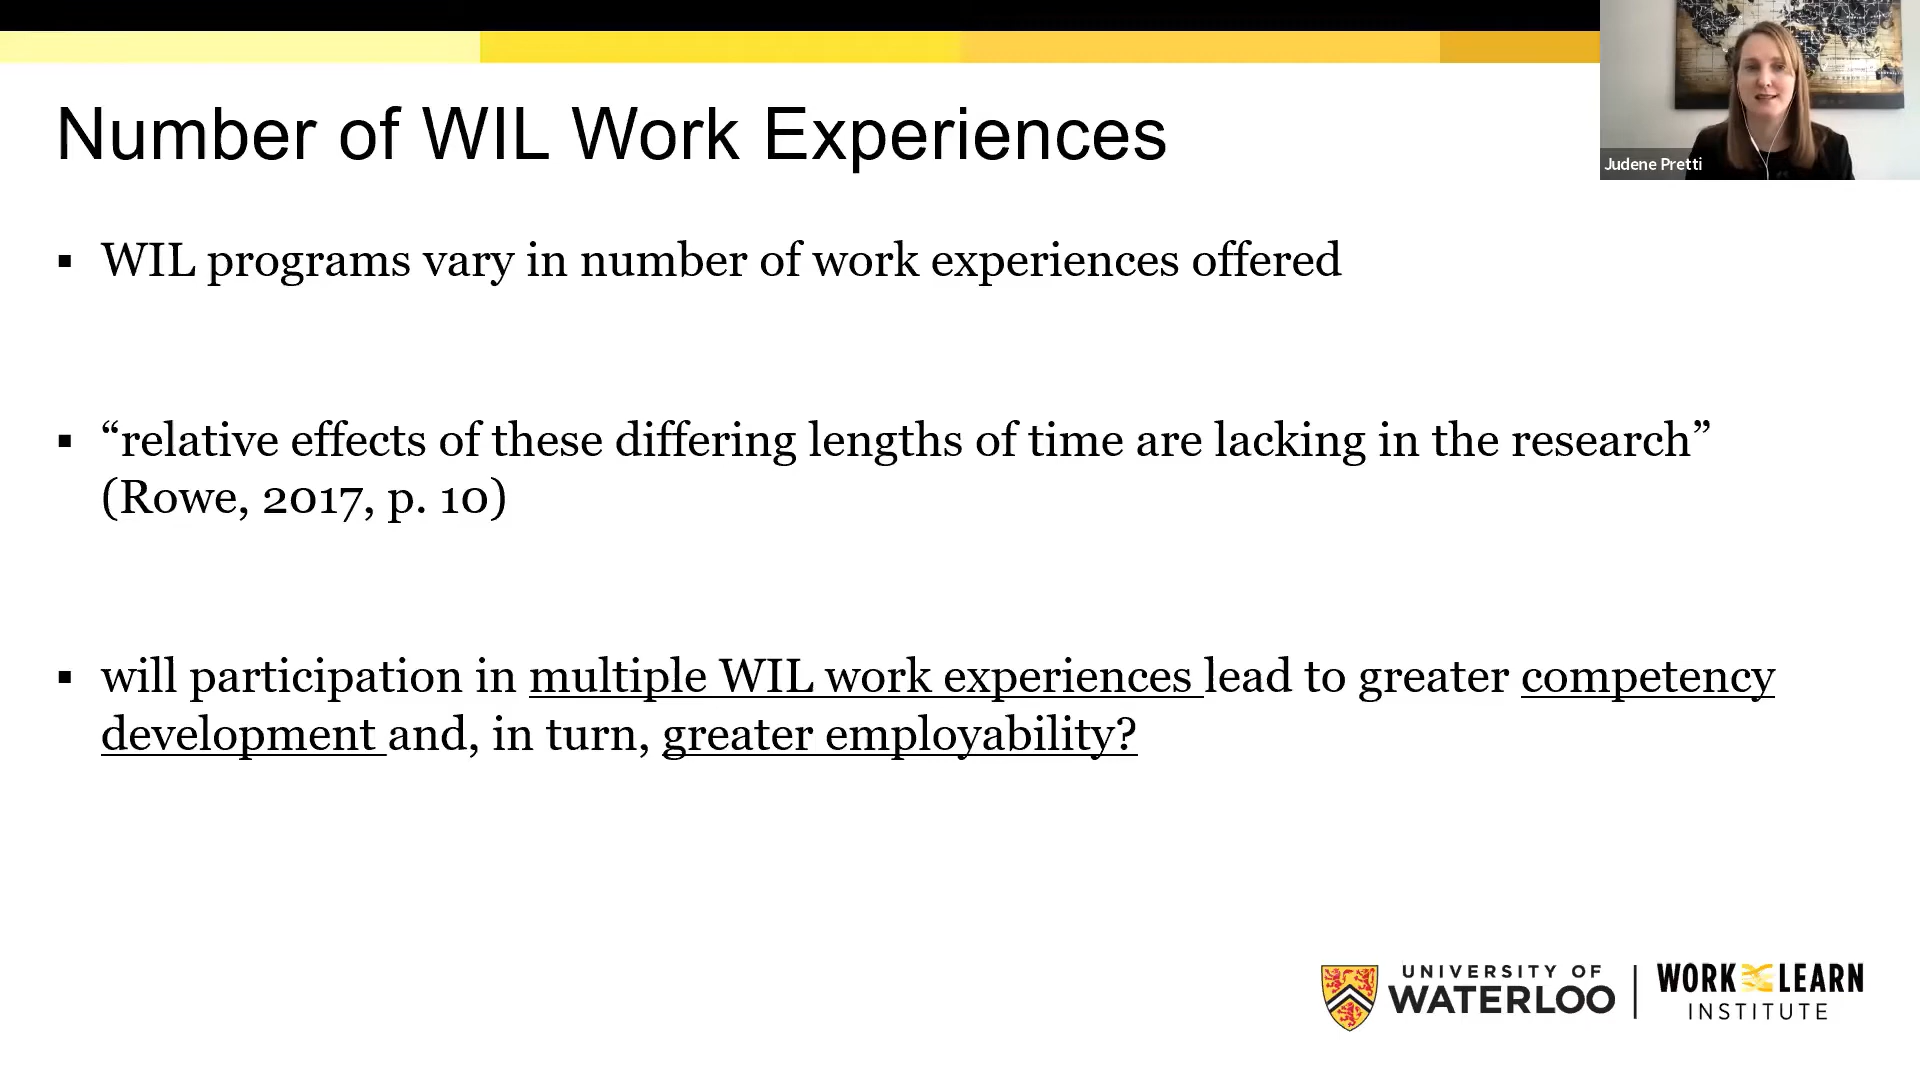 Number of WIL Work Experiences
Judene Pretti
▪ WIL programs vary in number of work experiences offered
▪ “relative effects of these differing lengths of time are lacking in the research”
(Rowe, 2017, p. 10)
▪ will participation in multiple WIL work experiences lead to greater competency
development and, in turn, greater employability?
UNIVERSITY OF
WATERLOO
WORK LEARN
INSTITUTE